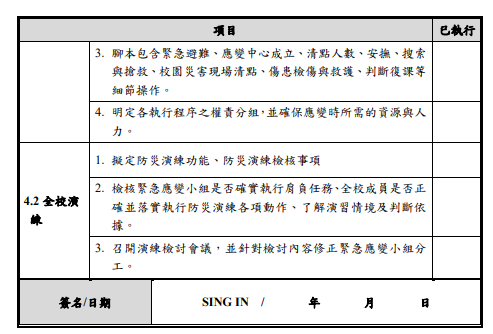 項目 已執行
3. 腳本包含緊急避難、應變中心成立、清點人數、安撫、搜索
與搶救、校園災害現場清點、傷患檢傷與救護、判斷復課等
細節操作。
4. 明定各執行程序之權責分組，並確保應變時所需的資源與人
力。
4.2 全校演
練
1. 擬定防災演練功能、防災演練檢核事項
2. 檢核緊急應變小組是否確實執行肩負任務、全校成員是否正
確並落實執行防災演練各項動作、了解演習情境及判斷依
據。
3. 召開演練檢討會議，並針對檢討內容修正緊急應變小組分
工。
簽名/日期 SING IN / 年 月 日